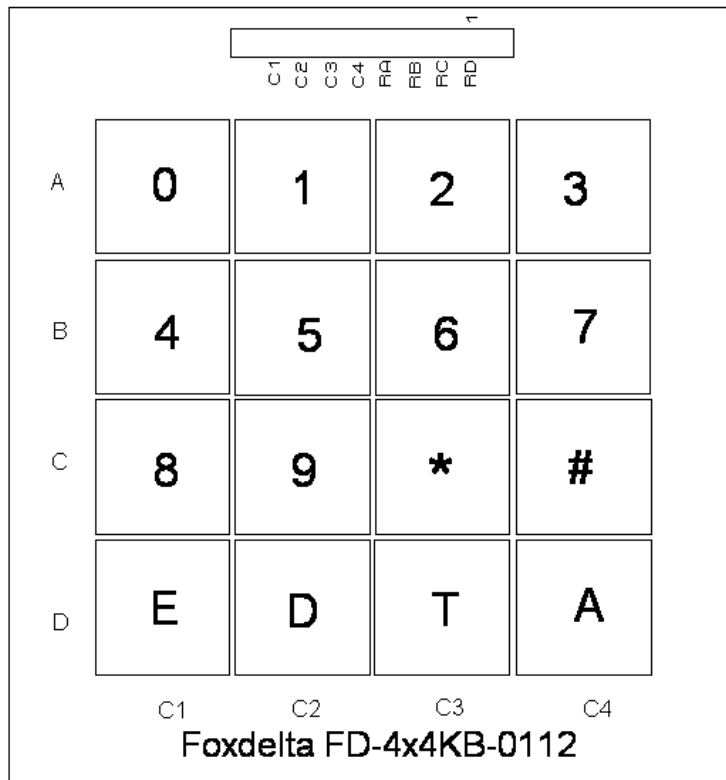 1
C1 C2 C3 C4 RA RB RC RD
A 0 1 2 3
B 4 5 6 7
C 8 9 * #
D E D T A
C1 C2 C3 C4
Foxdelta FD-4x4KB-0112